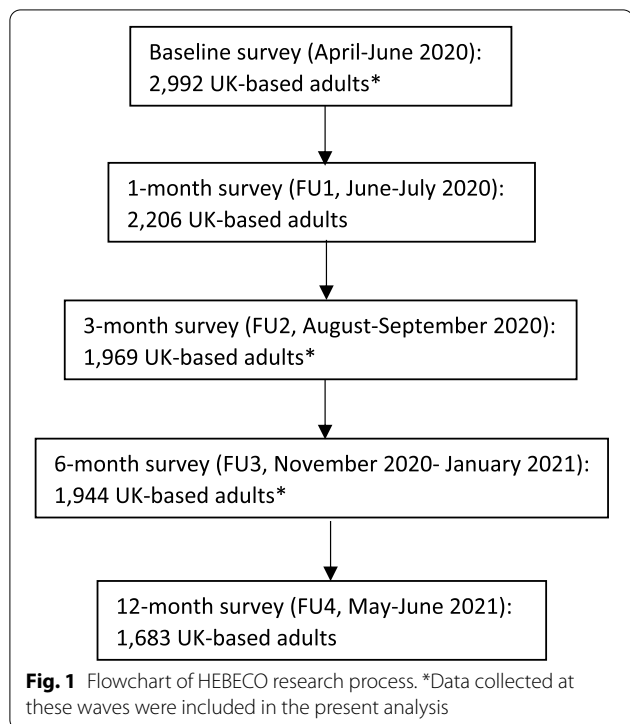 Baseline survey (April-June 2020):
2,992 UK-based adults*
1-month survey (FU1, June-July 2020):
2,206 UK-based adults
3-month survey (FU2, August-September 2020):
1,969 UK-based adults*
6-month survey (FU3, November 2020- January 2021):
1,944 UK-based adults*
12-month survey (FU4, May-June 2021):
1,683 UK-based adults
Fig. 1 Flowchart of HEBECO research process. *Data collected at
these waves were included in the present analysis